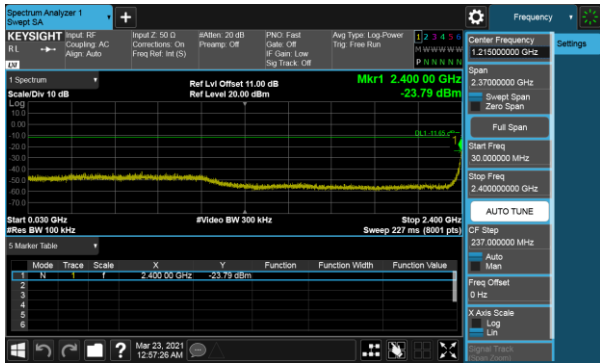 Spectrum Analyzer 1
Swept SA
Frequency
KEYSIGHT
RL
Input: RF
Coupling: AC
Align: Auto
Input Z: 50 Ω
Corrections: On
Freq Ref: Int (S)
#Atten: 20 dB
Preamp: Off
PNO: Fast
Gate: Off
IF Gain: Low
Sig Track: Off
Avg Type: Log-Power
Trig: Free Run
1 2 3 4 5 6
M W W W W W
P N N N N N
1 Spectrum
Scale/Div 10 dB
Ref Lvl Offset 11.00 dB
Ref Level 20.00 dBm
Mkr1 2.400 00 GHz
-23.79 dBm
Log
10.0
0.00
-10.0
-20.0
-30.0
-40.0
-50.0
-60.0
-70.0
1
Start 0.030 GHz
#Res BW 100 kHz
#Video BW 300 kHz
Stop 2.400 GHz
Sweep 227 ms (8001 pts)
5 Marker Table
Mode Trace Scale X Y Function Function Width Function Value
1 N 1 f 2.400 00 GHz -23.79 dBm
2
3
4
5
6
Mar 23, 2021
12:57:26 AM
Center Frequency
1.215000000 GHz
Span
2.37000000 GHz
Swept Span
Zero Span
Full Span
Start Freq
30.000000 MHz
Stop Freq
2.400000000 GHz
AUTO TUNE
CF Step
237.000000 MHz
Auto
Man
Freq Offset
0 Hz
X Axis Scale
Log
Lin
Signal Track
(Span Zoom)
Settings